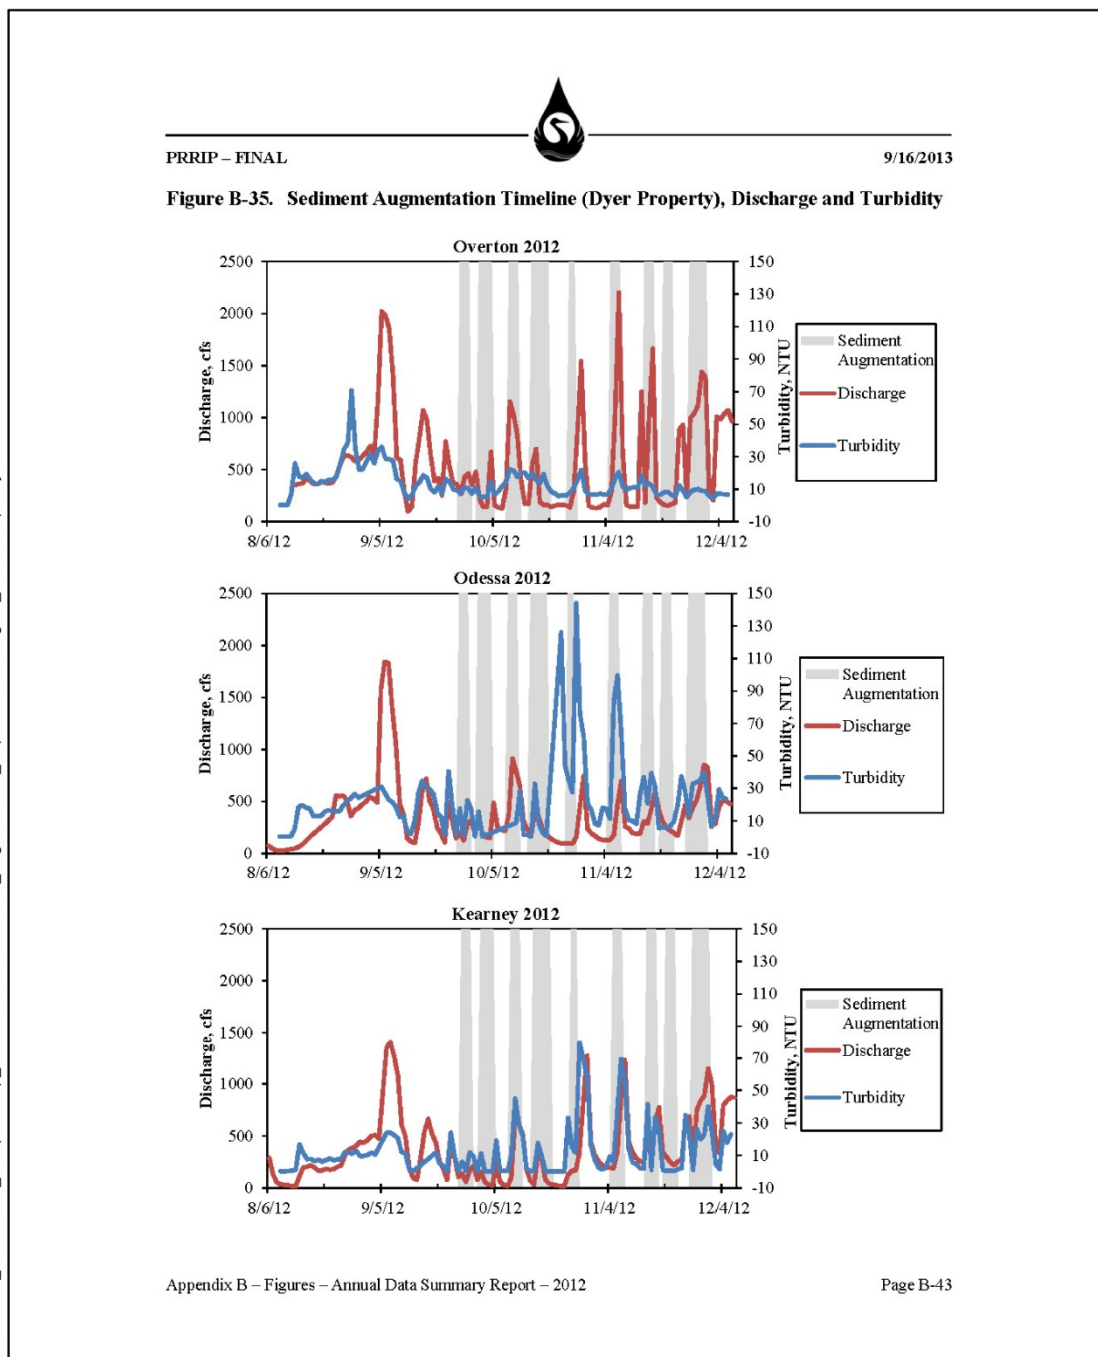 PRRIP – FINAL 9/16/2013
Figure B-35. Sediment Augmentation Timeline (Dyer Property), Discharge and Turbidity
Overton 2012
2500
2000
1500
1000
500
0
Discharge, cfs
150
130
110
90
70
50
30
10
-10
Turbidity, NTU
8/6/12 9/5/12 10/5/12 11/4/12 12/4/12
Sediment
Augmentation
Discharge
Turbidity
Odessa 2012
2500
2000
1500
1000
500
0
Discharge, cfs
150
130
110
90
70
50
30
10
-10
Turbidity, NTU
8/6/12 9/5/12 10/5/12 11/4/12 12/4/12
Sediment
Augmentation
Discharge
Turbidity
Kearney 2012
2500
2000
1500
1000
500
0
Discharge, cfs
150
130
110
90
70
50
30
10
-10
Turbidity, NTU
8/6/12 9/5/12 10/5/12 11/4/12 12/4/12
Sediment
Augmentation
Discharge
Turbidity
Appendix B – Figures – Annual Data Summary Report – 2012 Page B-43